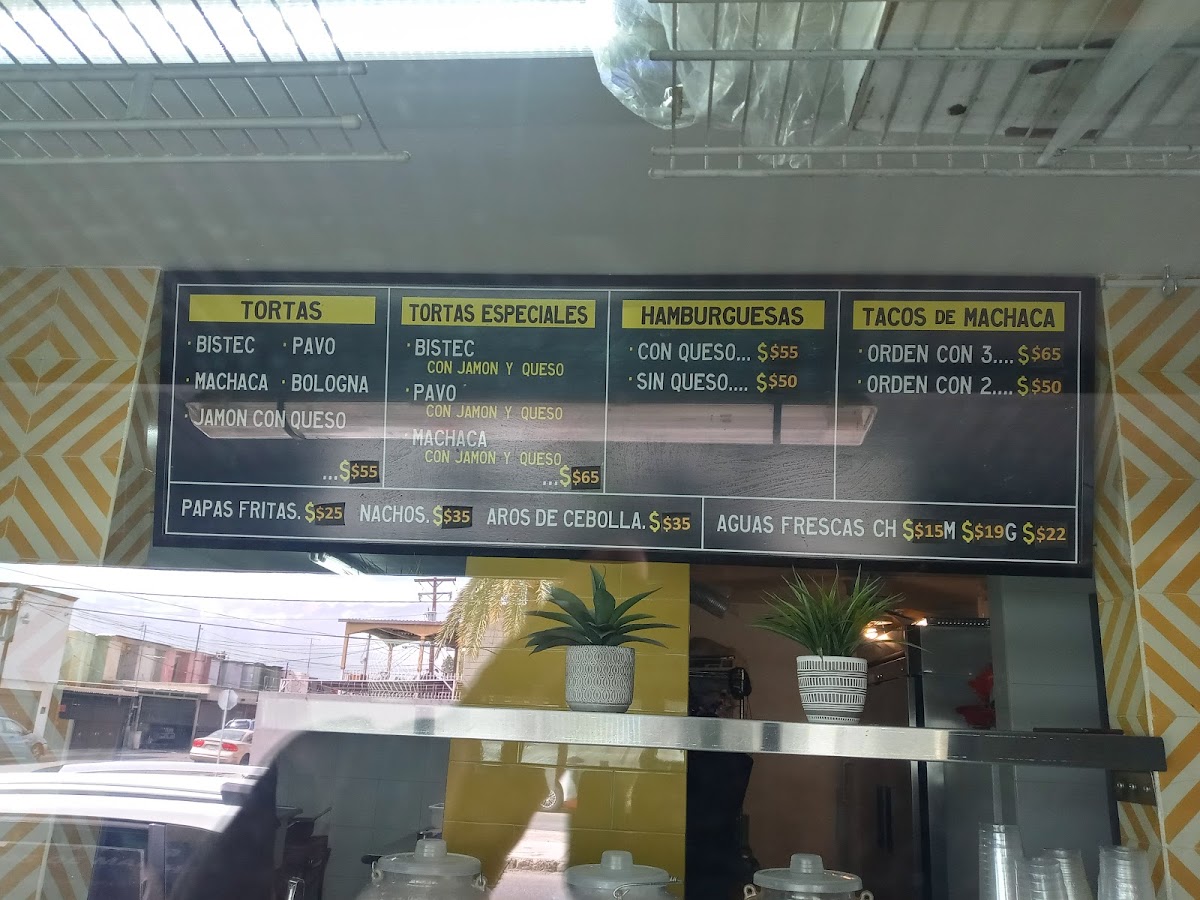 TORTAS
· BISTEC · PAVO
· MACHACA · BOLOGNA
· JAMON CON QUESO
...$$55
TORTAS ESPECIALES
· BISTEC
CON JAMON Y QUESO
· PAVO
CON JAMON Y QUESO
· MACHACA
CON JAMON Y QUESO
...$$65
HAMBURGUESAS
· CON QUESO... $$55
· SIN QUESO.... $$50
TACOS DE MACHACA
· ORDEN CON 3.... $$65
· ORDEN CON 2.... $$50
PAPAS FRITAS. $$25 NACHOS. $$35 AROS DE CEBOLLA. $$35
AGUAS FRESCAS CH $$15 M $$19 G $$22